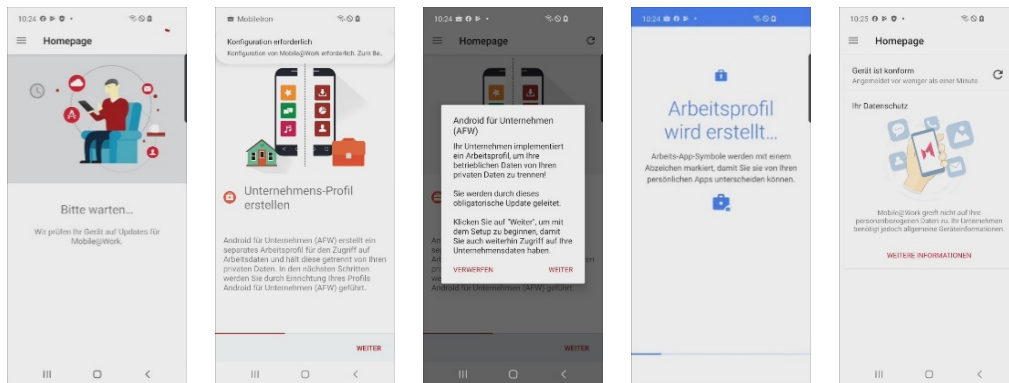 10:24
Homepage
Bitte warten...
Wir prüfen Ihr Gerät auf Updates für
Mobile@Work.
MobileIron
Konfiguration erforderlich
Konfiguration von Mobile@Work erforderlich. Zum Be..
Unternehmens-Profil
erstellen
Android für Unternehmen (AFW) erstellt ein
separates Arbeitsprofil für den Zugriff auf
Arbeitsdaten und hält diese getrennt von Ihren
privaten Daten. In den nächsten Schritten
werden Sie durch Einrichtung Ihres Profils
Android für Unternehmen (AFW) geführt.
WEITER
10:24
Homepage
Android für Unternehmen
(AFW)
Ihr Unternehmen implementiert
ein Arbeitsprofil, um Ihre
betrieblichen Daten von Ihren
privaten Daten zu trennen!
Sie werden durch dieses
obligatorische Update geleitet.
Klicken Sie auf "Weiter", um mit
dem Setup zu beginnen, damit
Sie auch weiterhin Zugriff auf Ihre
Unternehmensdaten haben.
VERWERFEN WEITER
Android für Unternehmen (AFW) geführt.
WEITER
10:24
Arbeitsprofil
wird erstellt...
Arbeits-App-Symbole werden mit einem
Abzeichen markiert, damit Sie sie von Ihren
persönlichen Apps unterscheiden können.
10:25
Homepage
Gerät ist konform
Angemeldet vor weniger als einer Minute
Ihr Datenschutz
Mobile@Work greift nicht auf Ihre
personenbezogenen Daten zu. Ihr Unternehmen
benötigt jedoch allgemeine Geräteinformationen.
WEITERE INFORMATIONEN